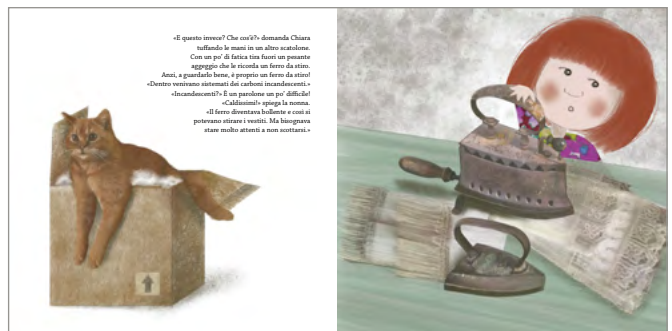 «E questo invece? Che cos'è?» domanda Chiara
tuffando le mani in un altro scatolone.
Con un po' di fatica tira fuori un pesante
aggeggio che le ricorda un ferro da stiro.
Anzi, a guardarlo bene, è proprio un ferro da stiro!
«Dentro venivano sistemati dei carboni incandescenti.»
«Incandescenti?» È un parolone un po' difficile!
«Caldissimi!» spiega la nonna.
«Il ferro diventava bollente e così si
potevano stirare i vestiti. Ma bisognava
stare molto attenti a non scottarsi.»